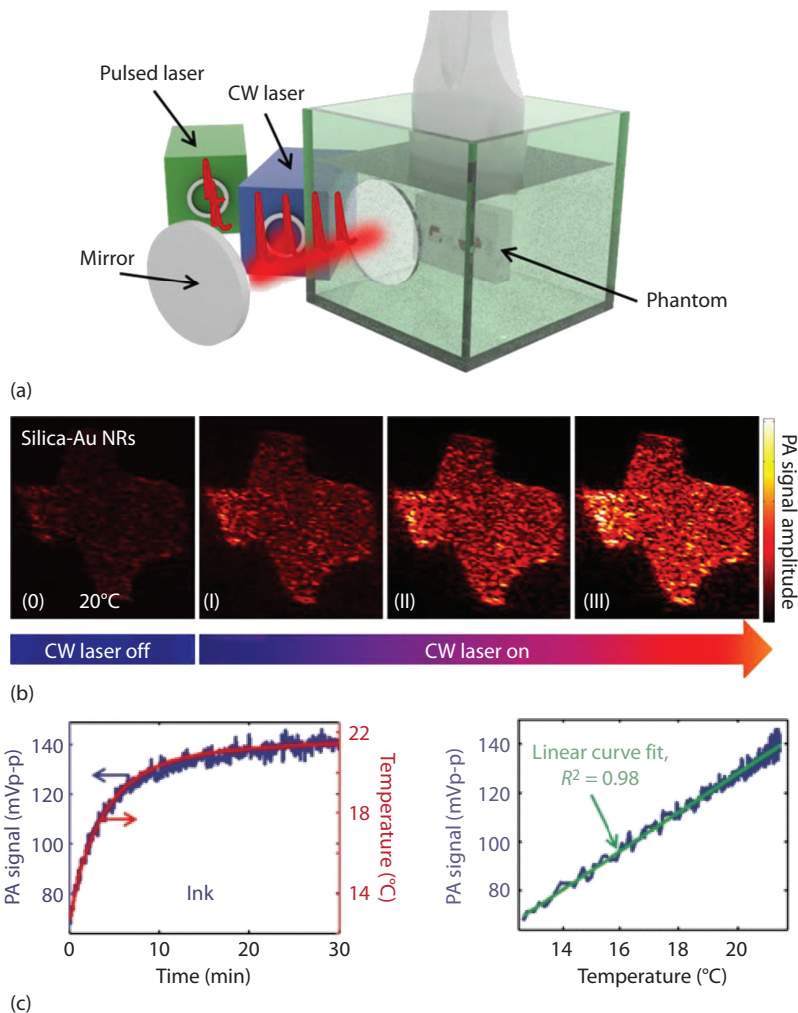 Pulsed laser
CW laser
Mirror
Phantom
(a)
Silica-Au NRs
(0) 20°C
(I)
(II)
(III)
PA signal amplitude
CW laser off
CW laser on
(b)
PA signal (mVp-p)
140
120
100
80
0
10
20
30
Time (min)
Ink
22
18
14
Temperature (°C)
PA signal (mVp-p)
140
120
100
80
Linear curve fit,
R² = 0.98
14
16
18
20
Temperature (°C)
(c)